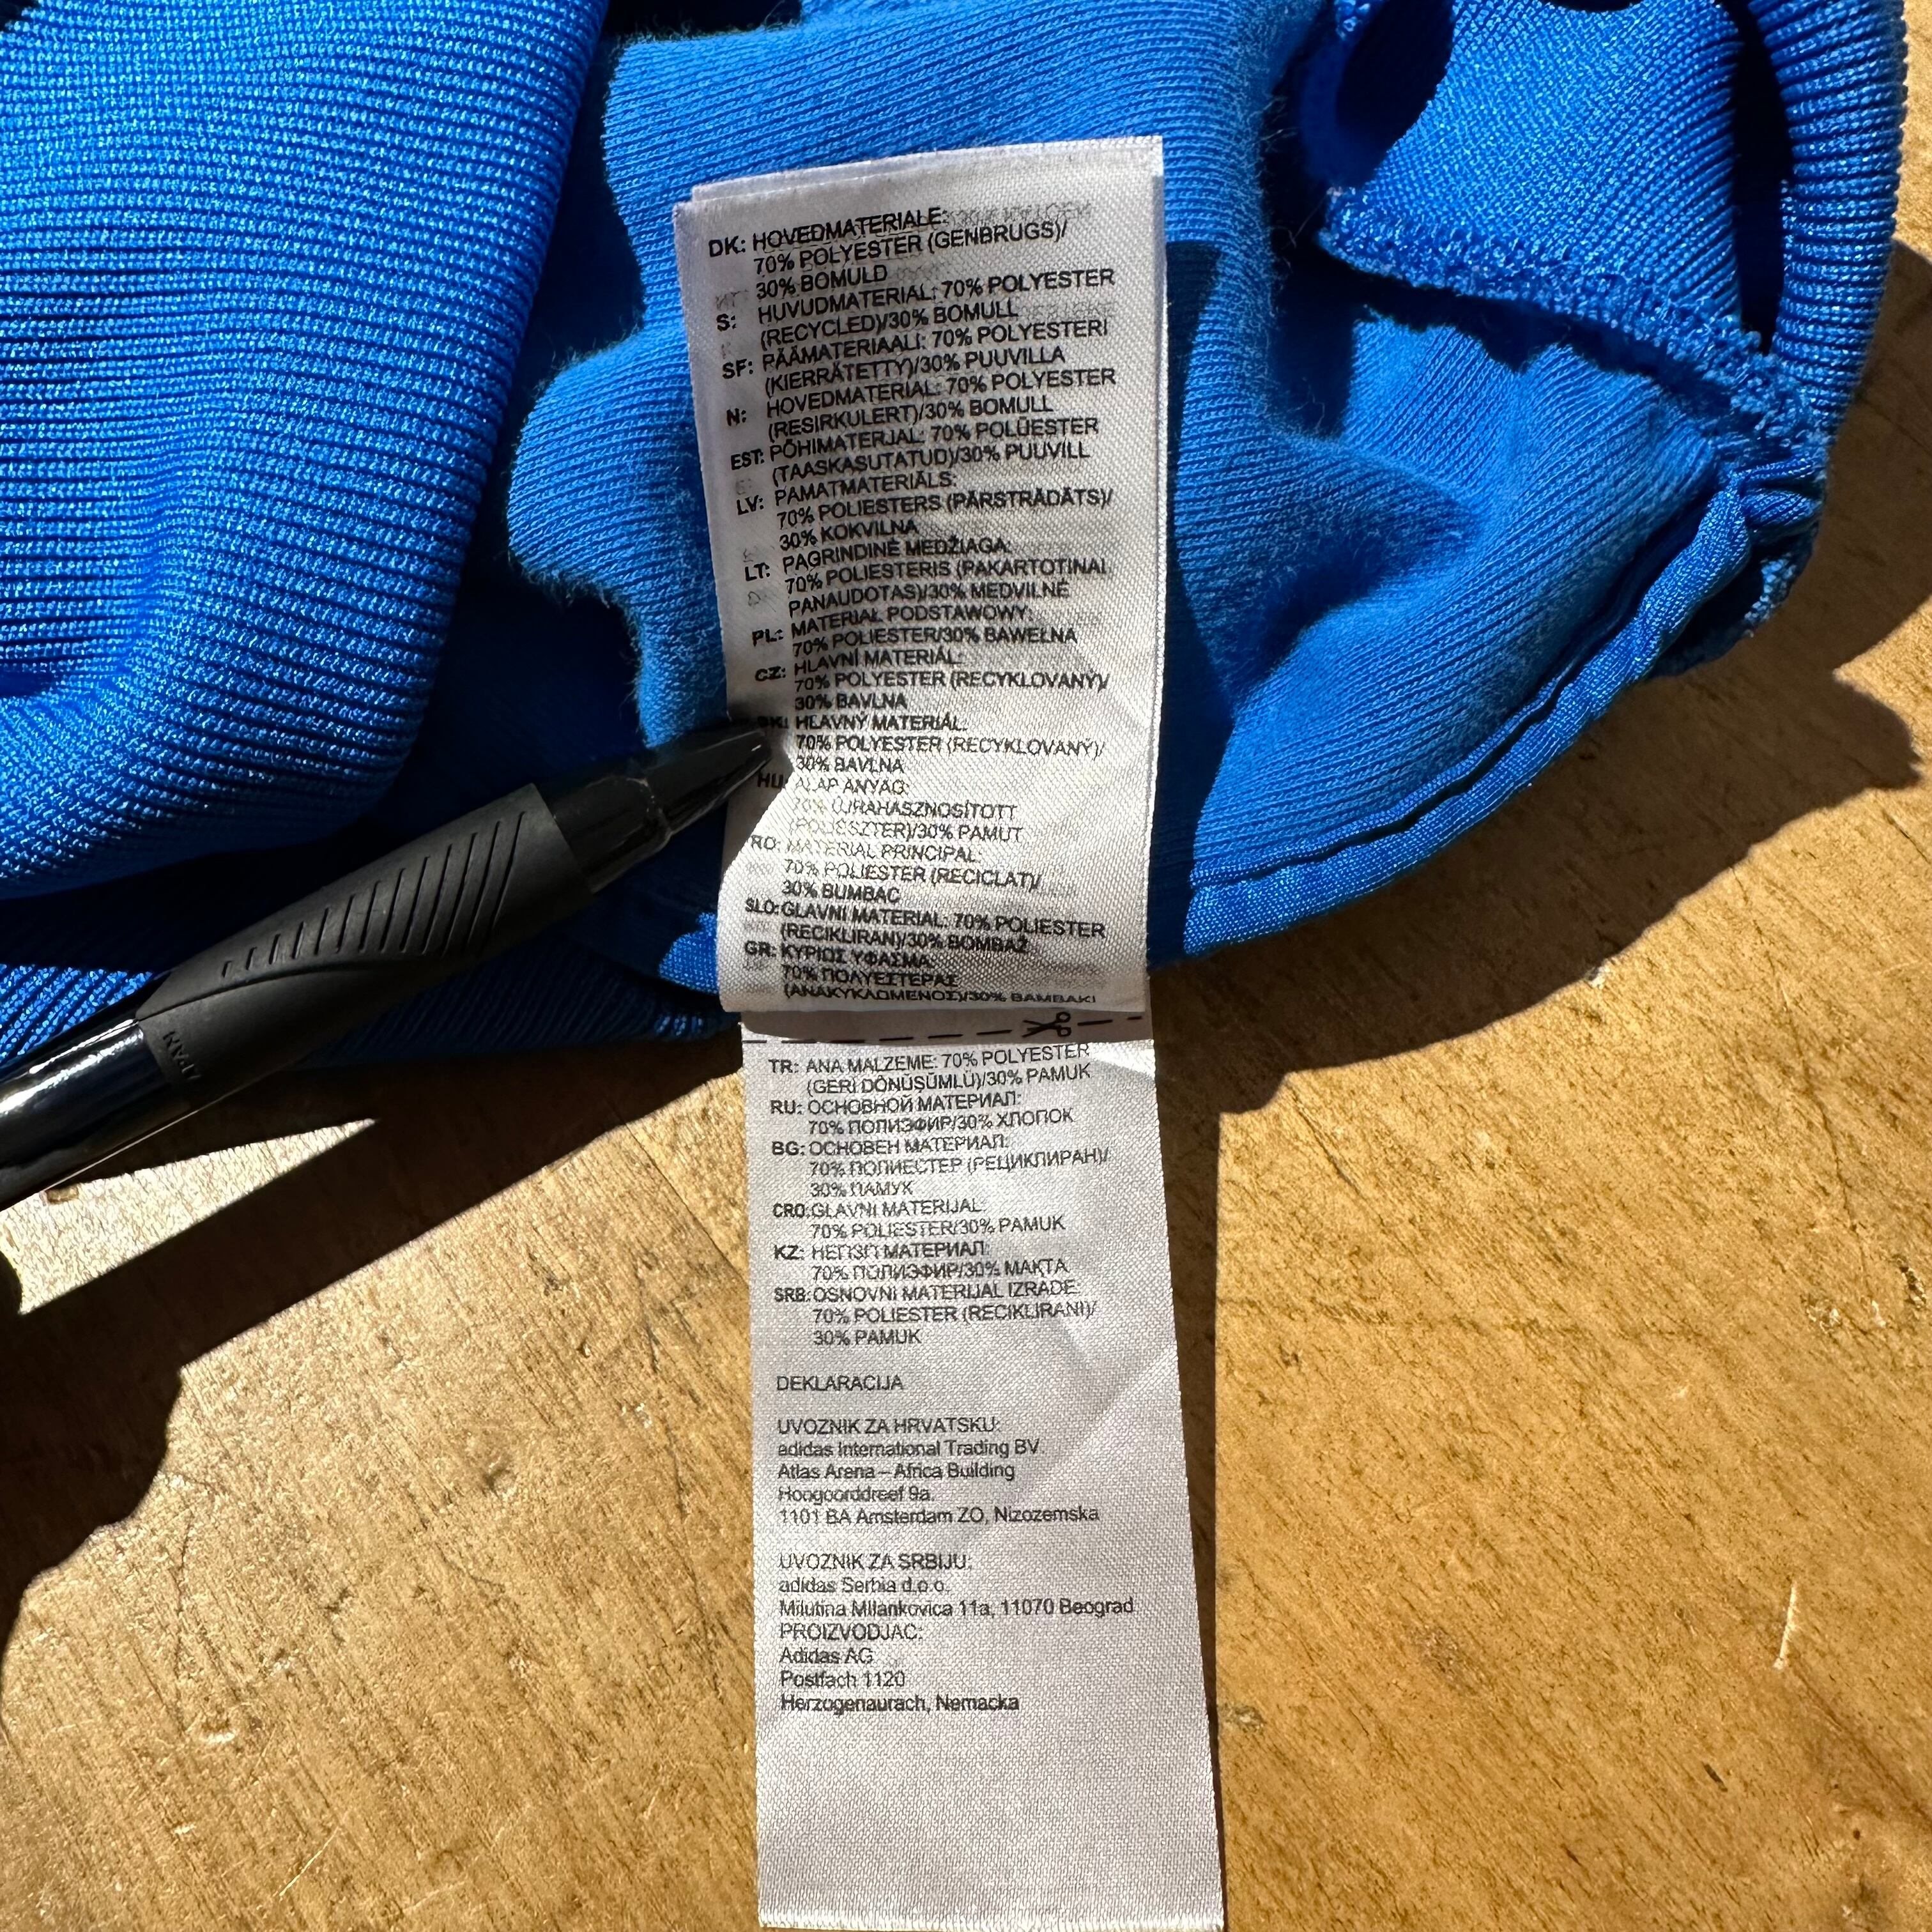 DK: HOVEDMATERIALE:
70% POLYESTER (GENBRUGS)/
30% BOMULD
S: HUVUDMATERIAL: 70% POLYESTER
(RECYCLED)/30% BOMULL
SF: PÄÄMATERIAALI: 70% POLYESTERI
(KIERRÄTETTY)/30% PUUVILLA
N: HOVEDMATERIAL: 70% POLYESTER
(RESIRKULERT)/30% BOMULL
EST: PÕHIMATERJAL: 70% POLÜESTER
(TAASKASUTATUD)/30% PUUVILL
LV: PAMATMATERIĀLS:
70% POLIESTERS (PĀRSTRĀDĀTS)/
30% KOKVILNA
LT: PAGRINDINĖ MEDŽIAGA:
70% POLIESTERIS (PAKARTOTINAI
PANAUDOTAS)/30% MEDVILNĖ
PL: MATERIAŁ PODSTAWOWY:
70% POLIESTER/30% BAWEŁNA
CZ: HLAVNÍ MATERIÁL:
70% POLYESTER (RECYKLOVANÝ)/
30% BAVLNA
SK: HLAVNÝ MATERIÁL:
70% POLYESTER (RECYKLOVANÝ)/
30% BAVLNA
HU: ALAP ANYAG:
70% ÚJRAHASZNOSÍTOTT
(POLIÉSZTER)/30% PAMUT
RO: MATERIAL PRINCIPAL:
70% POLIESTER (RECICLAT)/
30% BUMBAC
SLO: GLAVNI MATERIAL: 70% POLIESTER
(RECIKLIRAN)/30% BOMBAŽ
GR: ΚΥΡΙΩΣ ΥΦΑΣΜΑ:
70% ΠΟΛΥΕΣΤΕΡΑΣ
(ΑΝΑΚΥΚΛΩΜΕΝΟΣ)/30% ΒΑΜΒΑΚΙ
TR: ANA MALZEME: 70% POLYESTER
(GERİ DÖNÜŞÜMLÜ)/30% PAMUK
RU: ОСНОВНОЙ МАТЕРИАЛ:
70% ПОЛИЭФИР/30% ХЛОПОК
BG: ОСНОВЕН МАТЕРИАЛ:
70% ПОЛИЕСТЕР (РЕЦИКЛИРАН)/
30% ПАМУК
CRO: GLAVNI MATERIJAL:
70% POLIESTER/30% PAMUK
KZ: НЕГІЗГІ МАТЕРИАЛ:
70% ПОЛИЭФИР/30% МАҚТА
SRB: OSNOVNI MATERIJAL IZRADE:
70% POLIESTER (RECIKLIRANI)/
30% PAMUK
DEKLARACIJA
UVOZNIK ZA HRVATSKU:
adidas International Trading BV
Atlas Arena – Africa Building
Hoogoorddreef 9a.
1101 BA Amsterdam ZO, Nizozemska
UVOZNIK ZA SRBIJU:
adidas Serbia d.o.o.
Milutina Milankovica 11a, 11070 Beograd
PROIZVODJAC:
Adidas AG
Postfach 1120
Herzogenaurach, Nemacka